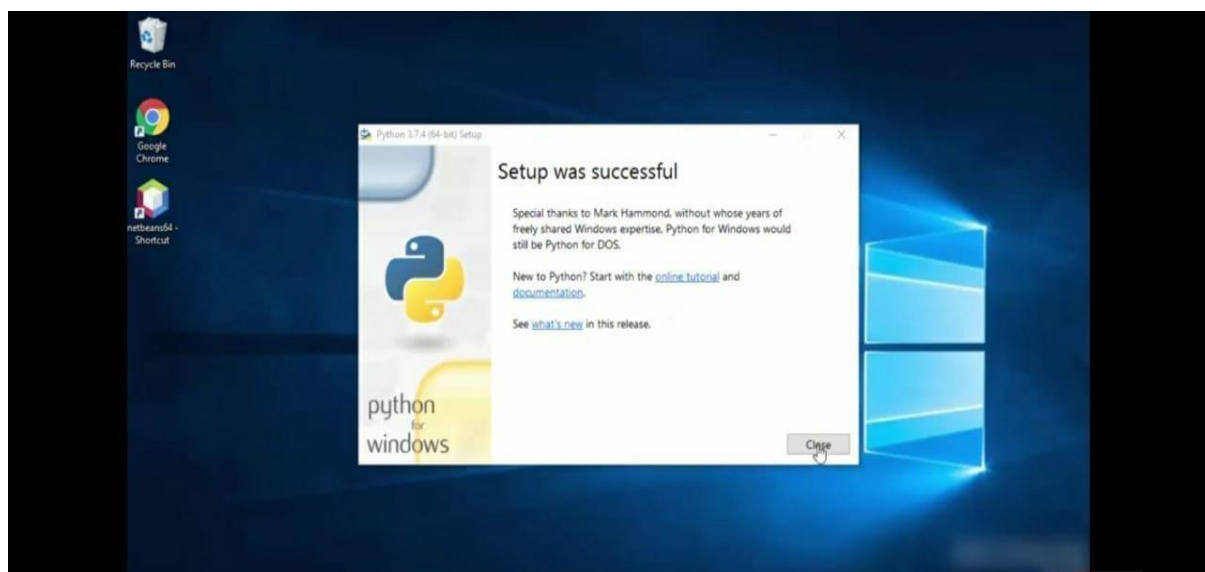 Recycle Bin
Google
Chrome
netbeans64 -
Shortcut
Python 3.7.4 (64-bit) Setup
Setup was successful
Special thanks to Mark Hammond, without whose years of
freely shared Windows expertise, Python for Windows would
still be Python for DOS.
New to Python? Start with the online tutorial and
documentation.
See what's new in this release.
python
for
windows
Close